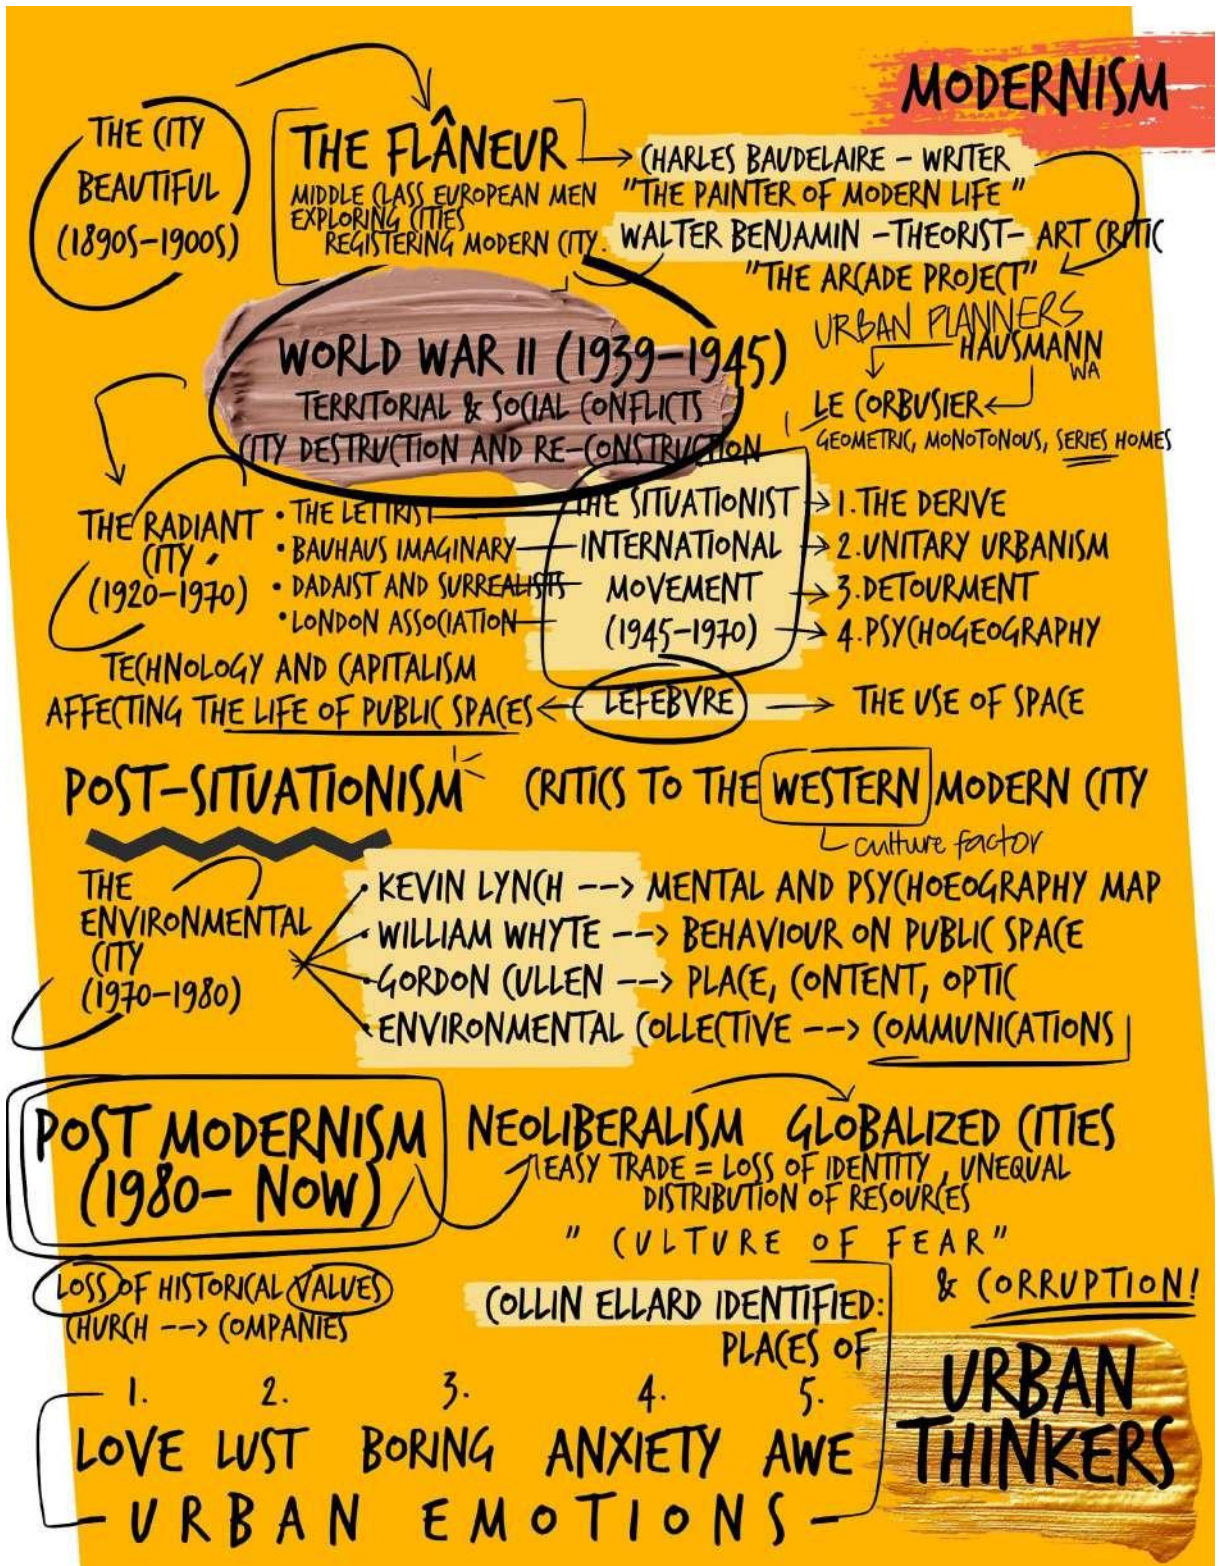 MODERNISM
THE CITY
BEAUTIFUL
(1890S-1900S)
THE FLÂNEUR
MIDDLE CLASS EUROPEAN MEN
EXPLORING CITIES
REGISTERING MODERN CITY.
CHARLES BAUDELAIRE - WRITER
"THE PAINTER OF MODERN LIFE"
WALTER BENJAMIN -THEORIST- ART CRITIC
"THE ARCADE PROJECT"
URBAN PLANNERS
HAUSMANN
WA
LE CORBUSIER
GEOMETRIC, MONOTONOUS, SERIES HOMES
WORLD WAR II (1939-1945)
TERRITORIAL & SOCIAL CONFLICTS
CITY DESTRUCTION AND RE-CONSTRUCTION
THE RADIANT
CITY
(1920-1970)
• THE LETTRIST
• BAUHAUS IMAGINARY
• DADAIST AND SURREALISTS
• LONDON ASSOCIATION
THE SITUATIONIST
INTERNATIONAL
MOVEMENT
(1945-1970)
→ 1. THE DERIVE
→ 2. UNITARY URBANISM
→ 3. DETOURMENT
→ 4. PSYCHOGEOGRAPHY
TECHNOLOGY AND CAPITALISM
AFFECTING THE LIFE OF PUBLIC SPACES ← LEFEBVRE → THE USE OF SPACE
POST-SITUATIONISM
CRITICS TO THE WESTERN MODERN CITY
culture factor
THE
ENVIRONMENTAL
CITY
(1970-1980)
• KEVIN LYNCH --> MENTAL AND PSYCHOEOGRAPHY MAP
• WILLIAM WHYTE --> BEHAVIOUR ON PUBLIC SPACE
• GORDON CULLEN --> PLACE, CONTENT, OPTIC
• ENVIRONMENTAL COLLECTIVE --> COMMUNICATIONS
POST MODERNISM
(1980- NOW)
NEOLIBERALISM GLOBALIZED CITIES
EASY TRADE = LOSS OF IDENTITY, UNEQUAL
DISTRIBUTION OF RESOURCES
"CULTURE OF FEAR"
& CORRUPTION!
LOSS OF HISTORICAL VALUES
CHURCH --> COMPANIES
COLLIN ELLARD IDENTIFIED:
PLACES OF
1. 2. 3. 4. 5.
LOVE LUST BORING ANXIETY AWE
- URBAN EMOTIONS -
URBAN
THINKERS